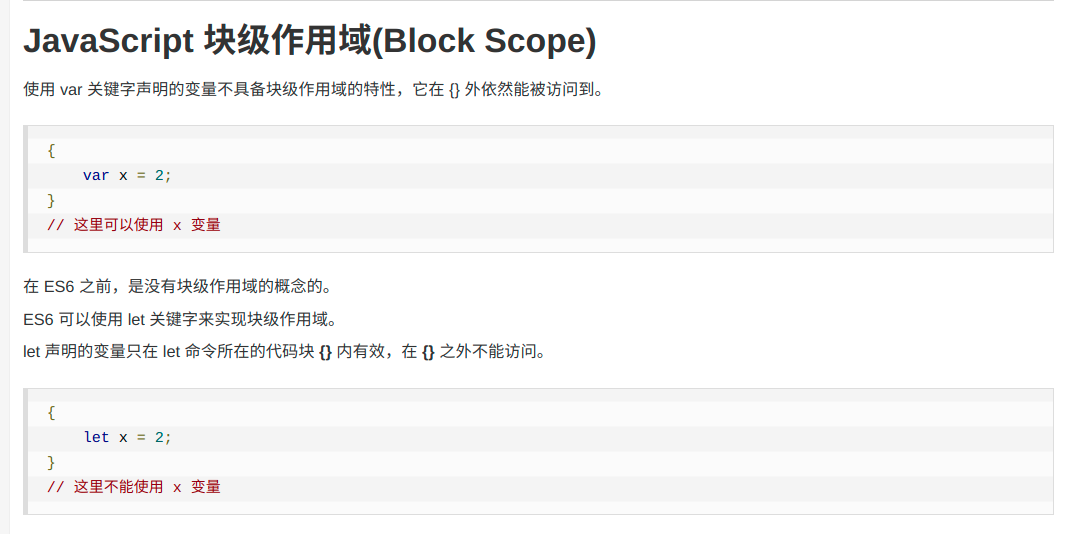 JavaScript 块级作用域(Block Scope)
使用 var 关键字声明的变量不具备块级作用域的特性，它在 {} 外依然能被访问到。
{
    var x = 2;
}
// 这里可以使用 x 变量
在 ES6 之前，是没有块级作用域的概念的。
ES6 可以使用 let 关键字来实现块级作用域。
let 声明的变量只在 let 命令所在的代码块 {} 内有效，在 {} 之外不能访问。
{
    let x = 2;
}
// 这里不能使用 x 变量